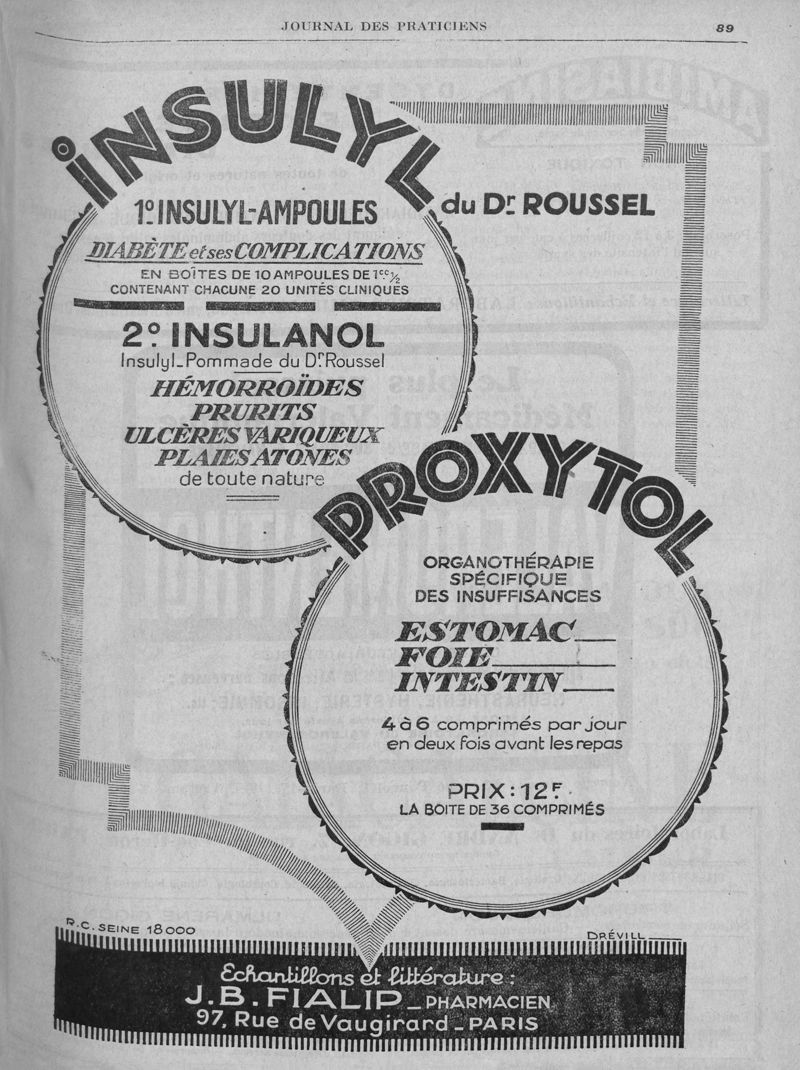 JOURNAL DES PRATICIENS 89
INSULYL
du Dr ROUSSEL
1º INSULYL-AMPOULES
DIABÈTE et ses COMPLICATIONS
EN BOÎTES DE 10 AMPOULES DE 1cc ½
CONTENANT CHACUNE 20 UNITÉS CLINIQUES
2º INSULANOL
Insulyl-Pommade du Dr Roussel
HÉMORROÏDES
PRURITS
ULCÈRES VARIQUEUX
PLAIES ATONES
de toute nature
PROXYTOL
ORGANOTHÉRAPIE
SPÉCIFIQUE
DES INSUFFISANCES
ESTOMAC
FOIE
INTESTIN
4 à 6 comprimés par jour
en deux fois avant les repas
PRIX : 12F.
LA BOITE DE 36 COMPRIMÉS
R.C. SEINE 18000
DRÉVILL
Echantillons et littérature :
J.B. FIALIP - PHARMACIEN
97, Rue de Vaugirard - PARIS